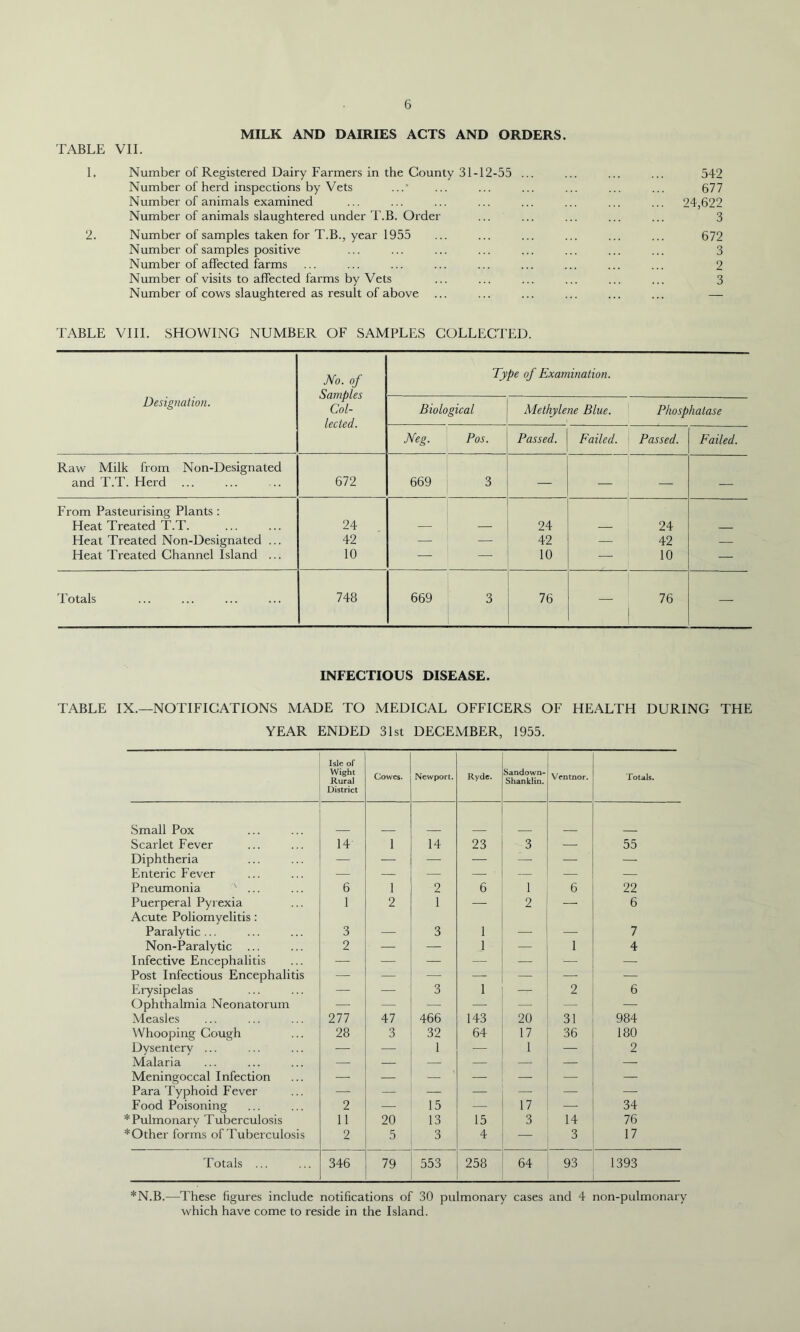 6
MILK AND DAIRIES ACTS AND ORDERS.
TABLE VII.
1. Number of Registered Dairy Farmers in the County 31-12-55 ... ... ... ... 542
Number of herd inspections by Vets ... ... ... ... ... ... ... 677
Number of animals examined ... ... ... ... ... ... ... ... 24,622
Number of animals slaughtered under T.B. Order ... ... ... ... ... 3
2. Number of samples taken for T.B., year 1955 ... ... ... ... ... ... 672
Number of samples positive ... ... ... ... ... ... ... ... 3
Number of affected farms ... ... ... ... ... ... ... ... ... 2
Number of visits to affected farms by Vets ... ... ... ... ... ... 3
Number of cows slaughtered as result of above ... ... ... ... ... ... —
TABLE VIII. SHOWING NUMBER OF SAMPLES COLLECTED.
Designation. No. of Samples Col- lected. Type of Examination.
Biological Methylene Blue. Phosphatase
Neg. Pos. Passed. Failed. Passed. Failed.
Raw Milk from Non-Designated
and T.T. Herd ... ... ... 672 669 3 — — — —
From Pasteurising Plants :
Heat Treated T.T. ... ... 24 — — 24 — 24 —
Heat Treated Non-Designated ... 42 — — 42 — 42 —
Heat Treated Channel Island ... 10 — — 10 — 10 —
Totals ... ... ... ... 748 669 3 76 — 76 —
INFECTIOUS DISEASE.
TABLE IX.—NOTIFICATIONS MADE TO MEDICAL OFFICERS OF HEALTH DURING THE
YEAR ENDED 31st DECEMBER, 1955.
Isle of Wight Rural District Cowes. Newport. Ryde. Sandown-Shanklin. Ventnor. Totals.
Small Pox ... ... — — — — — — —
Scarlet Fever ... ... 14 1 14 23 3 — 55
Diphtheria ... ... — — — — — — —
Enteric Fever ... ... — — — — — — —
Pneumonia ... ... 6 1 2 6 1 6 22
Puerperal Pyrexia ... 1 2 1 — 2 — 6
Acute Poliomyelitis :
Paralytic ... ... ... 3 — 3 1 — — 7
Non-Paralytic ... ... 2 — — 1 — 1 4
Infective Encephalitis ... — — — — — — —
Post Infectious Encephalitis — — — — — — —
Erysipelas ... ... — — 3 1 — 2 6
Ophthalmia Neonatorum — — — — — — —
Measles ... ... ... 277 47 466 143 20 31 984
Whooping Cough ... 28 3 32 64 17 36 180
Dysentery ... ... ... — — 1 — 1 — 2
Malaria ... ... ... — — — — — — —
Meningoccal Infection ... — — — — — — —
Para Typhoid Fever ... — — — — — — —
Food Poisoning ... ... 2 — 15 — 17 — 34
*Pulmonary Tuberculosis 11 20 13 15 3 14 76
*Other forms of Tuberculosis 2 5 3 4 — 3 17
Totals ... ... 346 79 553 258 64 93 1393
*N.B.—These figures include notifications of 30 pulmonary cases and 4 non-pulmonary
which have come to reside in the Island.